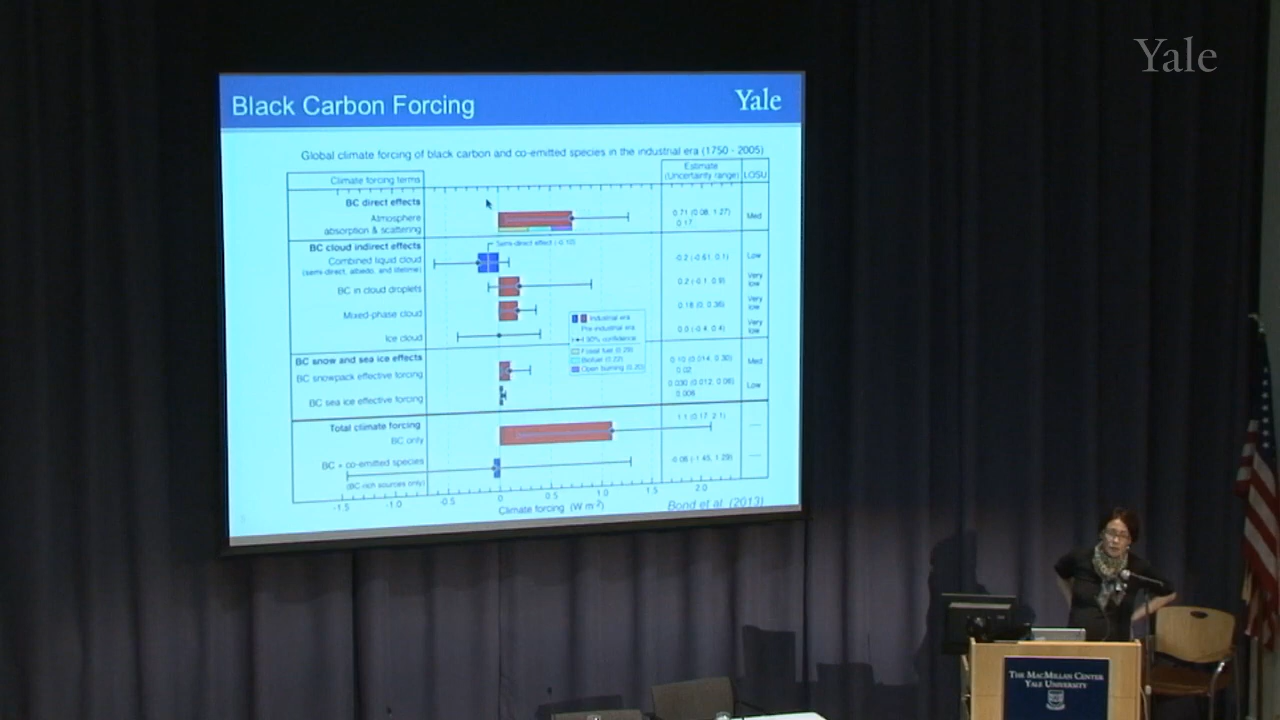 Yale
Black Carbon Forcing
Yale
Global climate forcing of black carbon and co-emitted species in the industrial era (1750 - 2005)
Climate forcing terms
Estimate
(Uncertainty range)
LOSU
BC direct effects
Atmosphere
absorption & scattering
0.71 (0.08, 1.27)
0.17
Med
BC cloud indirect effects
Semi-direct effect (-0.10)
Combined liquid cloud
(semi-direct, albedo, and lifetime)
-0.2 (-0.61, 0.1)
Low
BC in cloud droplets
0.2 (-0.1, 0.9)
Very
low
Mixed-phase cloud
0.18 (0, 0.36)
Very
low
Ice cloud
0.0 (-0.4, 0.4)
Very
low
Industrial era
Pre-industrial era
90% confidence
Fossil fuel (0.29)
Biofuel (0.22)
Open burning (0.20)
BC snow and sea ice effects
BC snowpack effective forcing
0.10 (0.014, 0.30)
0.02
Med
BC sea ice effective forcing
0.030 (0.012, 0.06)
0.006
Low
Total climate forcing
BC only
1.1 (0.17, 2.1)
BC + co-emitted species
(BC-rich sources only)
-0.06 (-1.45, 1.29)
-1.5 -1.0 -0.5 0 0.5 1.0 1.5 2.0
Climate forcing (W m-2)
Bond et al. (2013)
The MacMillan Center
Yale University